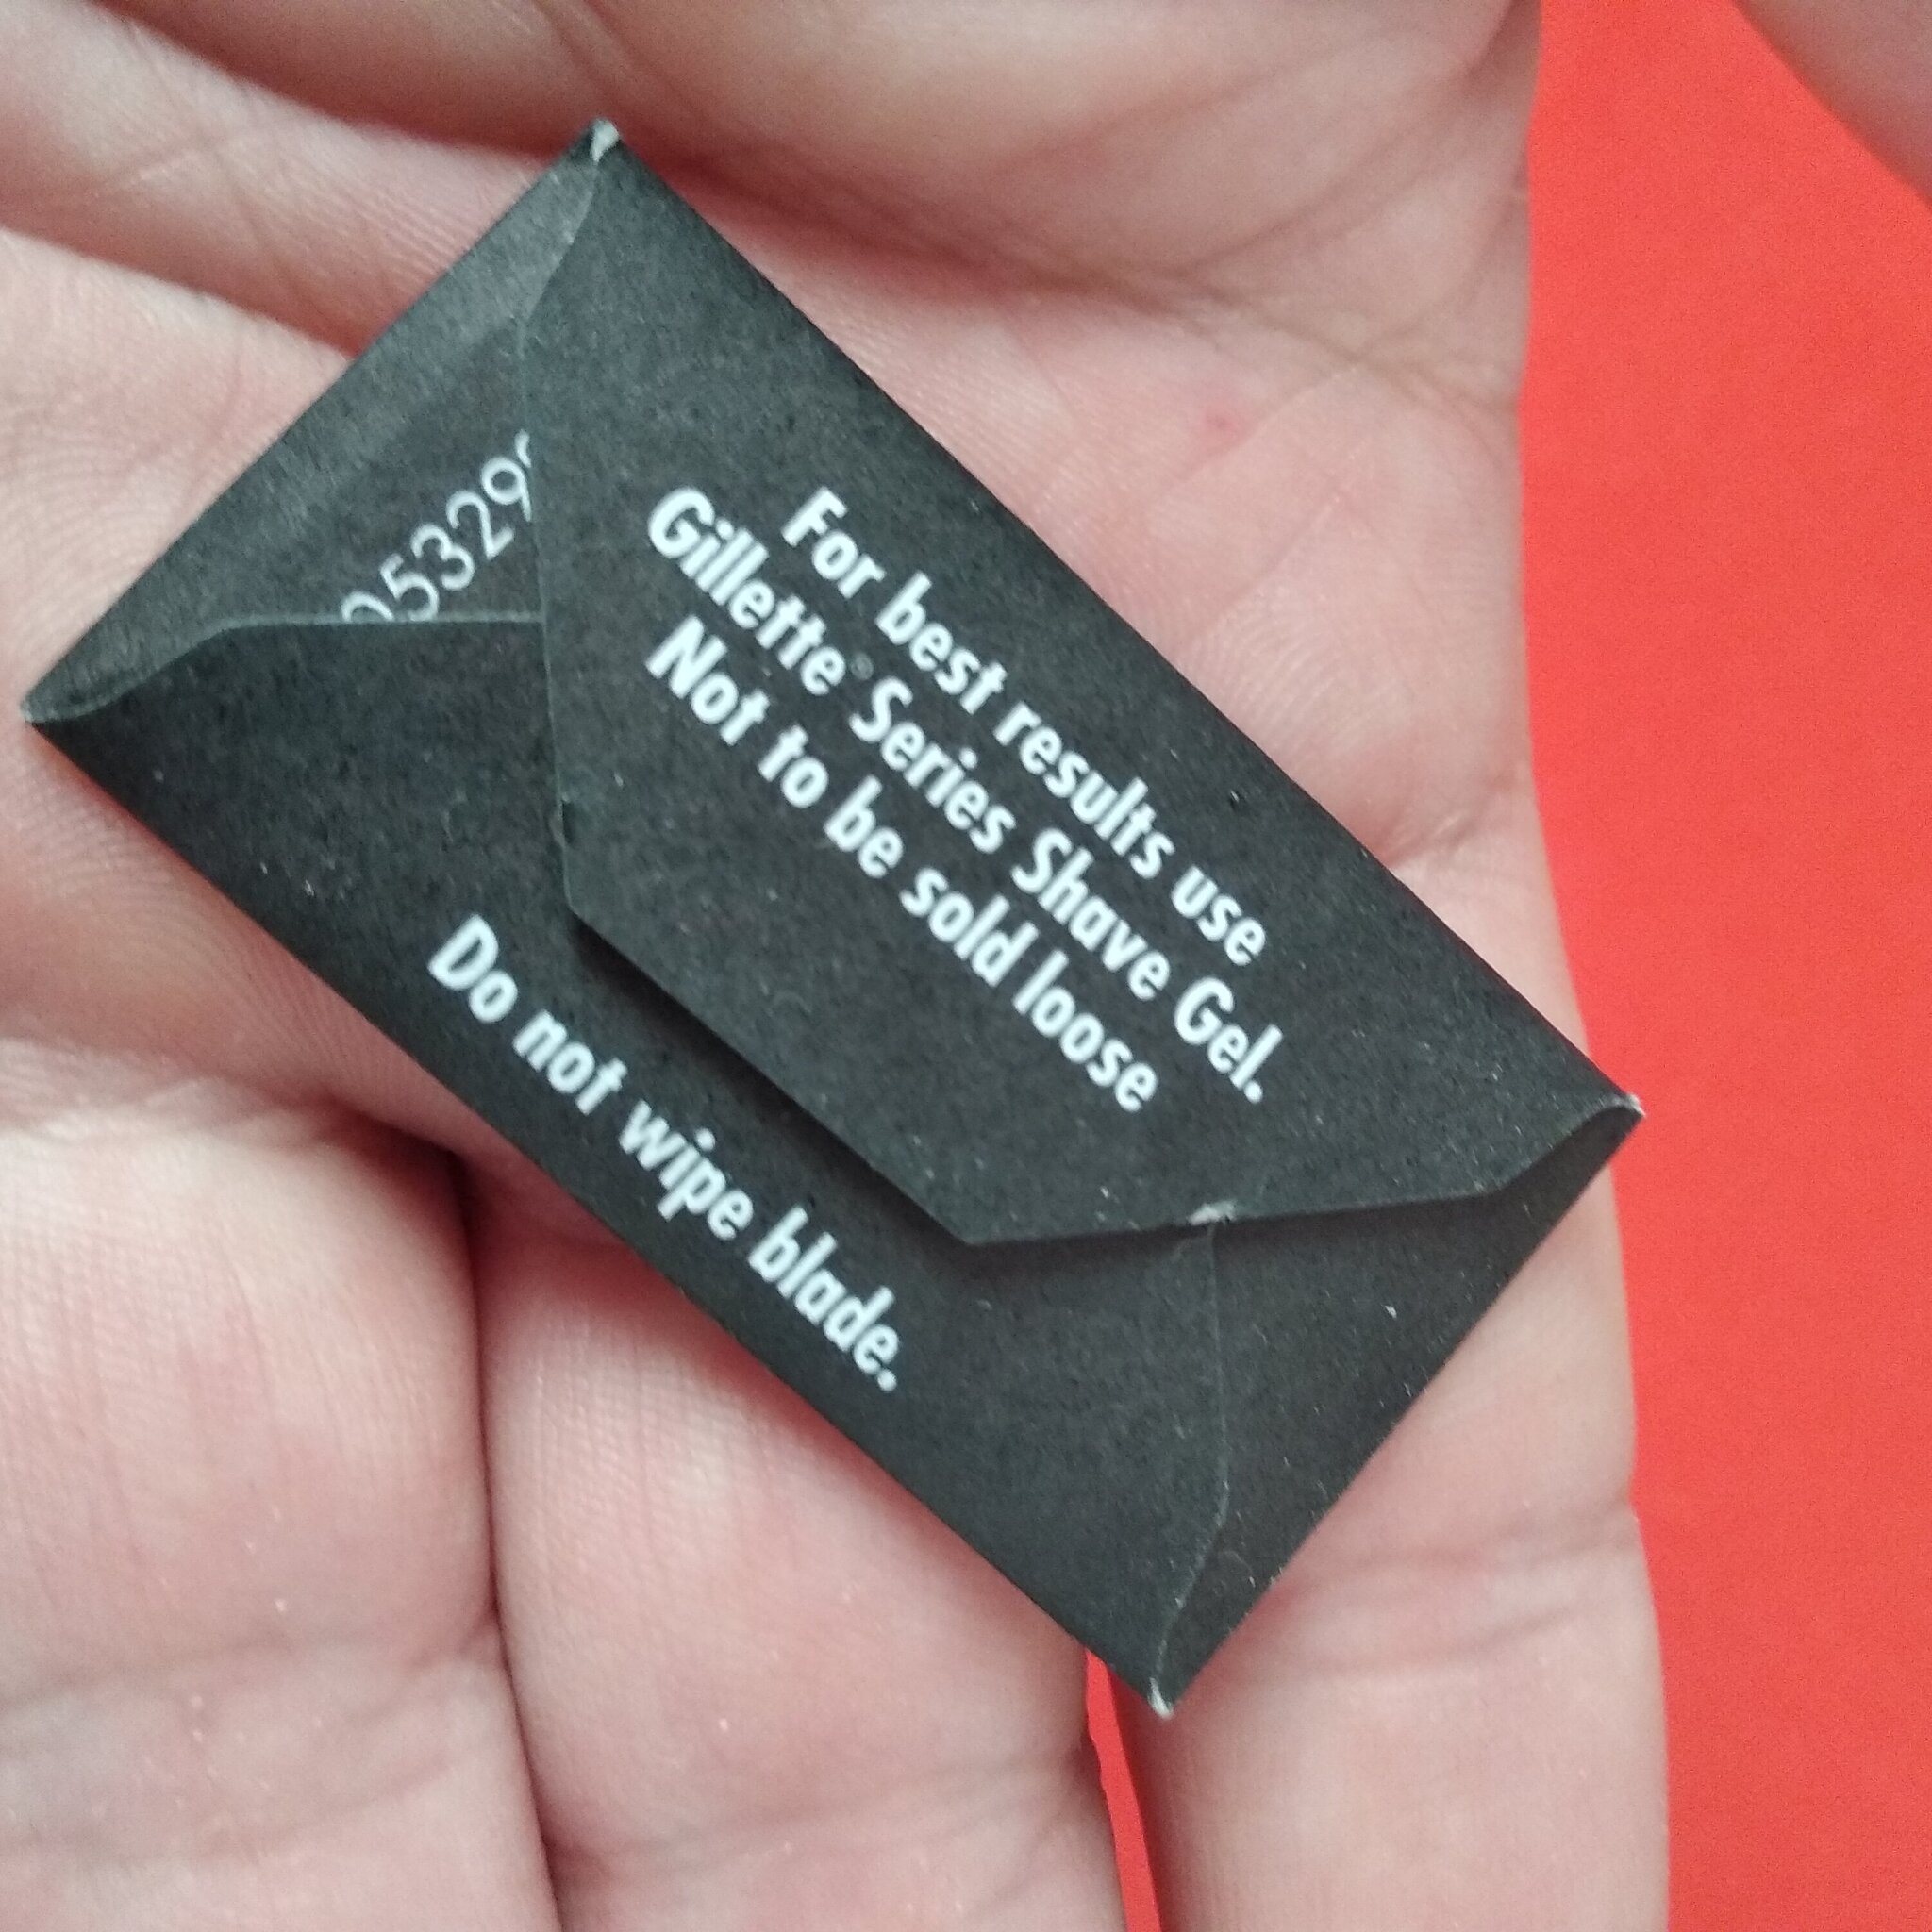 For best results use
Gillette® Series Shave Gel.
Not to be sold loose
Do not wipe blade.